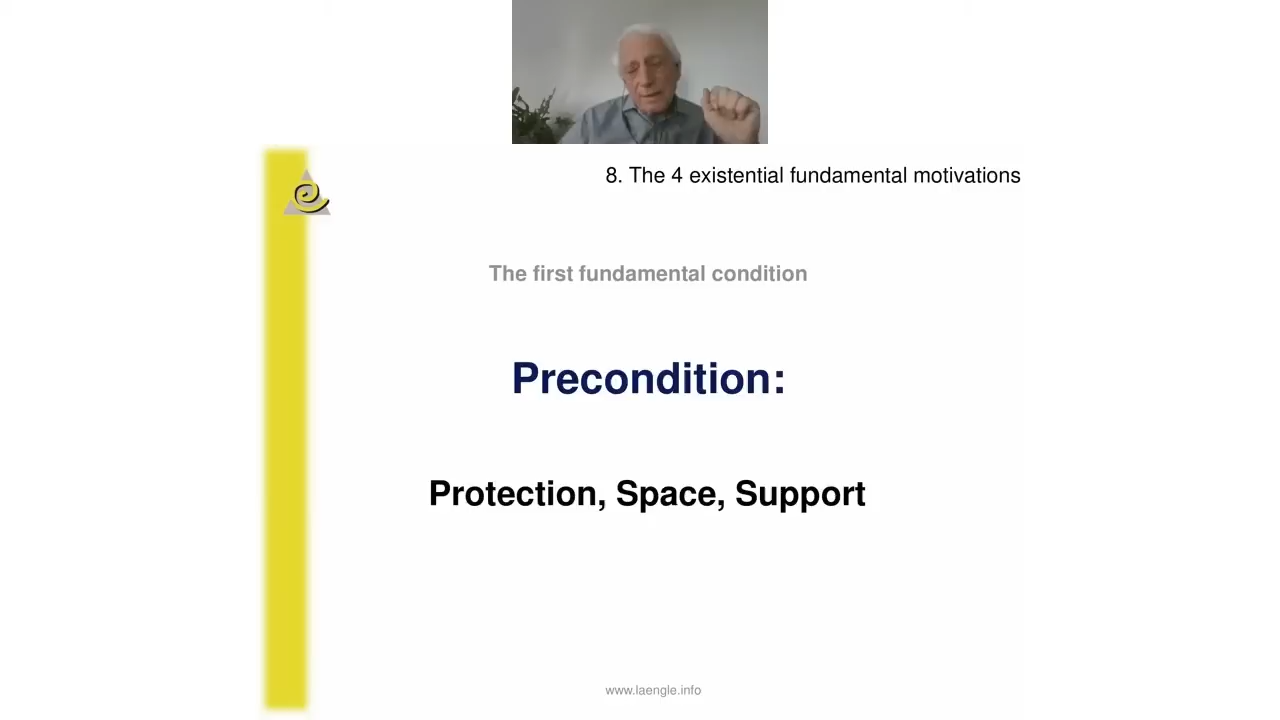 8. The 4 existential fundamental motivations
The first fundamental condition
Precondition:
Protection, Space, Support
www.laengle.info